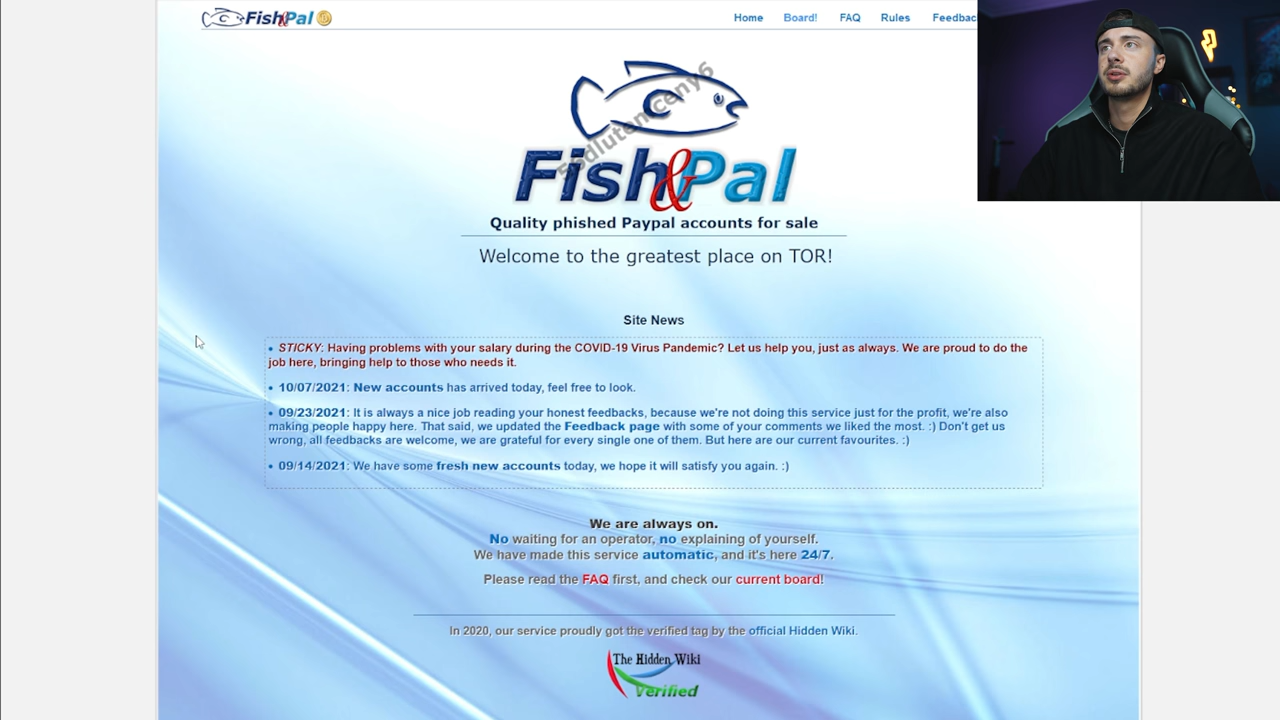 Fish&Pal
Home Board! FAQ Rules
Fish&Pal
Quality phished Paypal accounts for sale
Welcome to the greatest place on TOR!
Site News
• STICKY: Having problems with your salary during the COVID-19 Virus Pandemic? Let us help you, just as always. We are proud to do the
job here, bringing help to those who needs it.
• 10/07/2021: New accounts has arrived today, feel free to look.
• 09/23/2021: It is always a nice job reading your honest feedbacks, because we're not doing this service just for the profit, we're also
making people happy here. That said, we updated the Feedback page with some of your comments we liked the most. :) Don't get us
wrong, all feedbacks are welcome, we are grateful for every single one of them. But here are our current favourites. :)
• 09/14/2021: We have some fresh new accounts today, we hope it will satisfy you again. :)
We are always on.
No waiting for an operator, no explaining of yourself.
We have made this service automatic, and it's here 24/7.
Please read the FAQ first, and check our current board!
In 2020, our service proudly got the verified tag by the official Hidden Wiki.
The Hidden Wiki
Verified